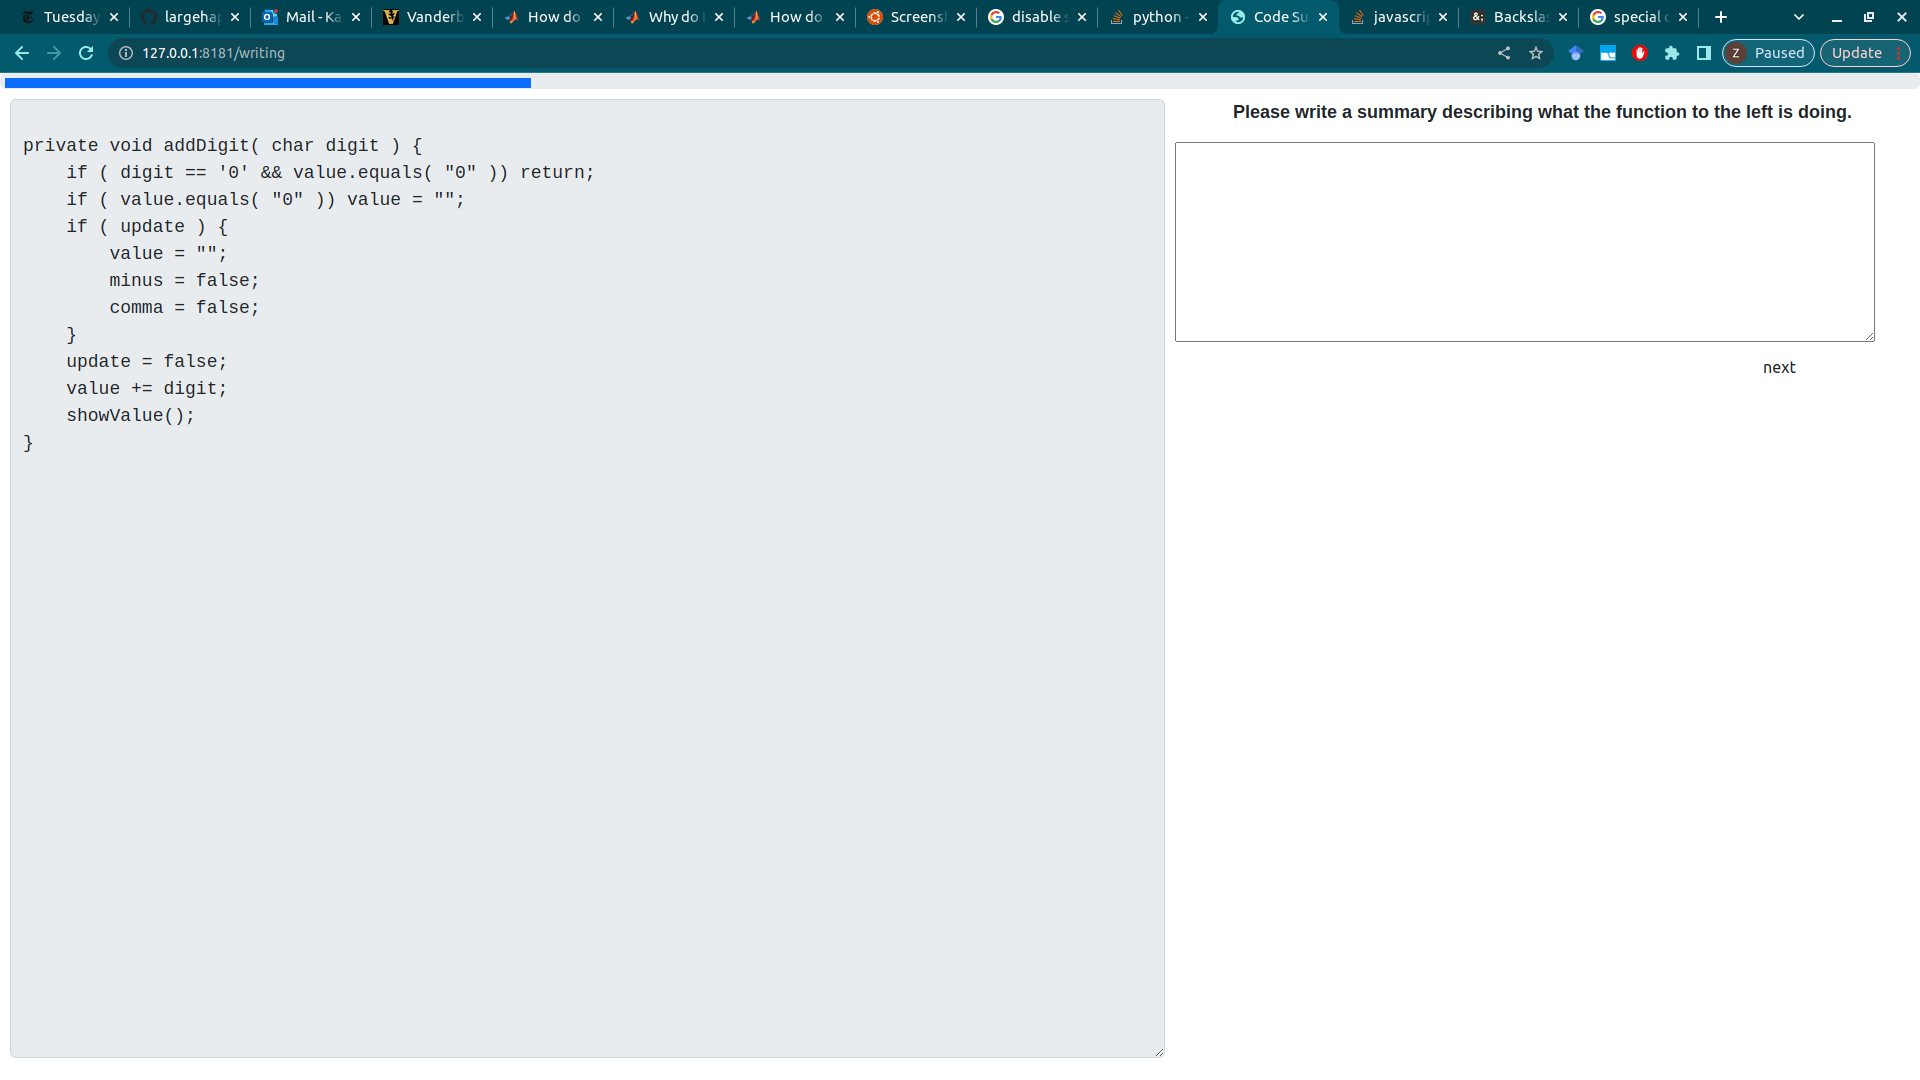 Tuesday largehap Mail - Ka Vanderb How do Why do How do Screens disable s python - Code Su javascri Backsla special c
127.0.0.1:8181/writing Z Paused Update
Please write a summary describing what the function to the left is doing.
private void addDigit( char digit ) {
if ( digit == '0' && value.equals( "0" )) return;
if ( value.equals( "0" )) value = "";
if ( update ) {
value = "";
minus = false;
comma = false;
}
update = false;
value += digit;
showValue();
}
next